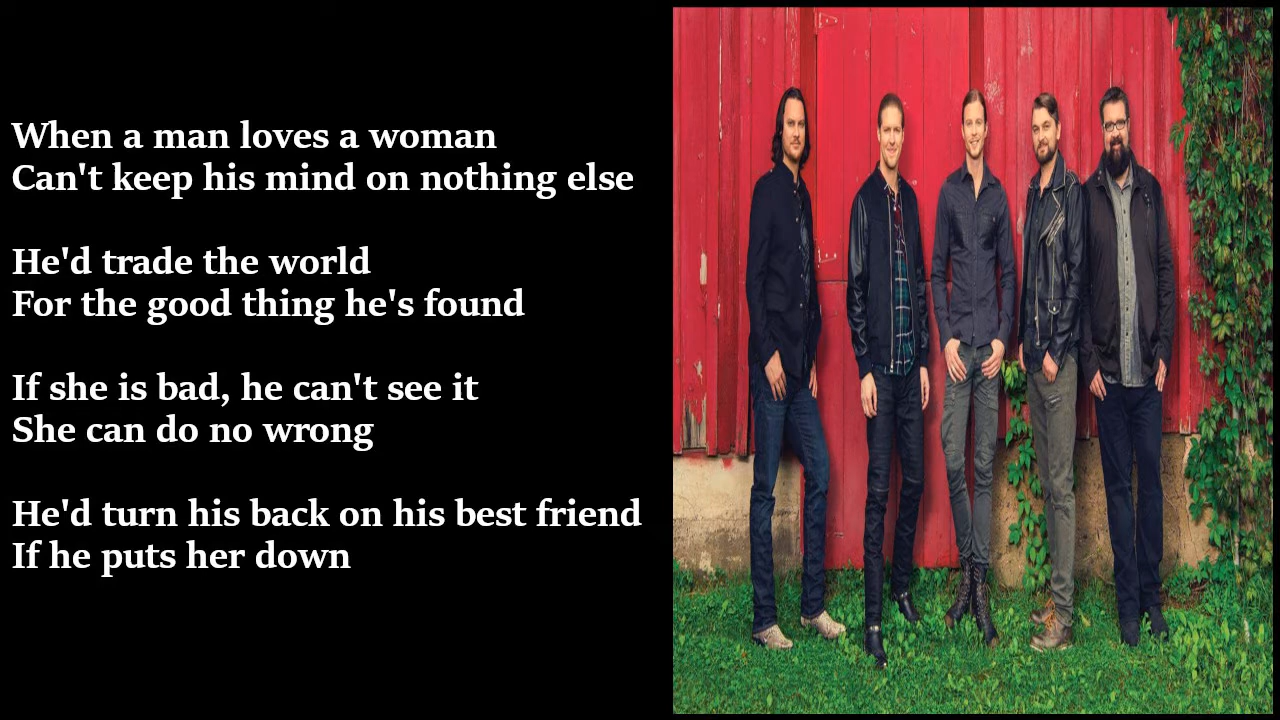 When a man loves a woman
Can't keep his mind on nothing else
He'd trade the world
For the good thing he's found
If she is bad, he can't see it
She can do no wrong
He'd turn his back on his best friend
If he puts her down